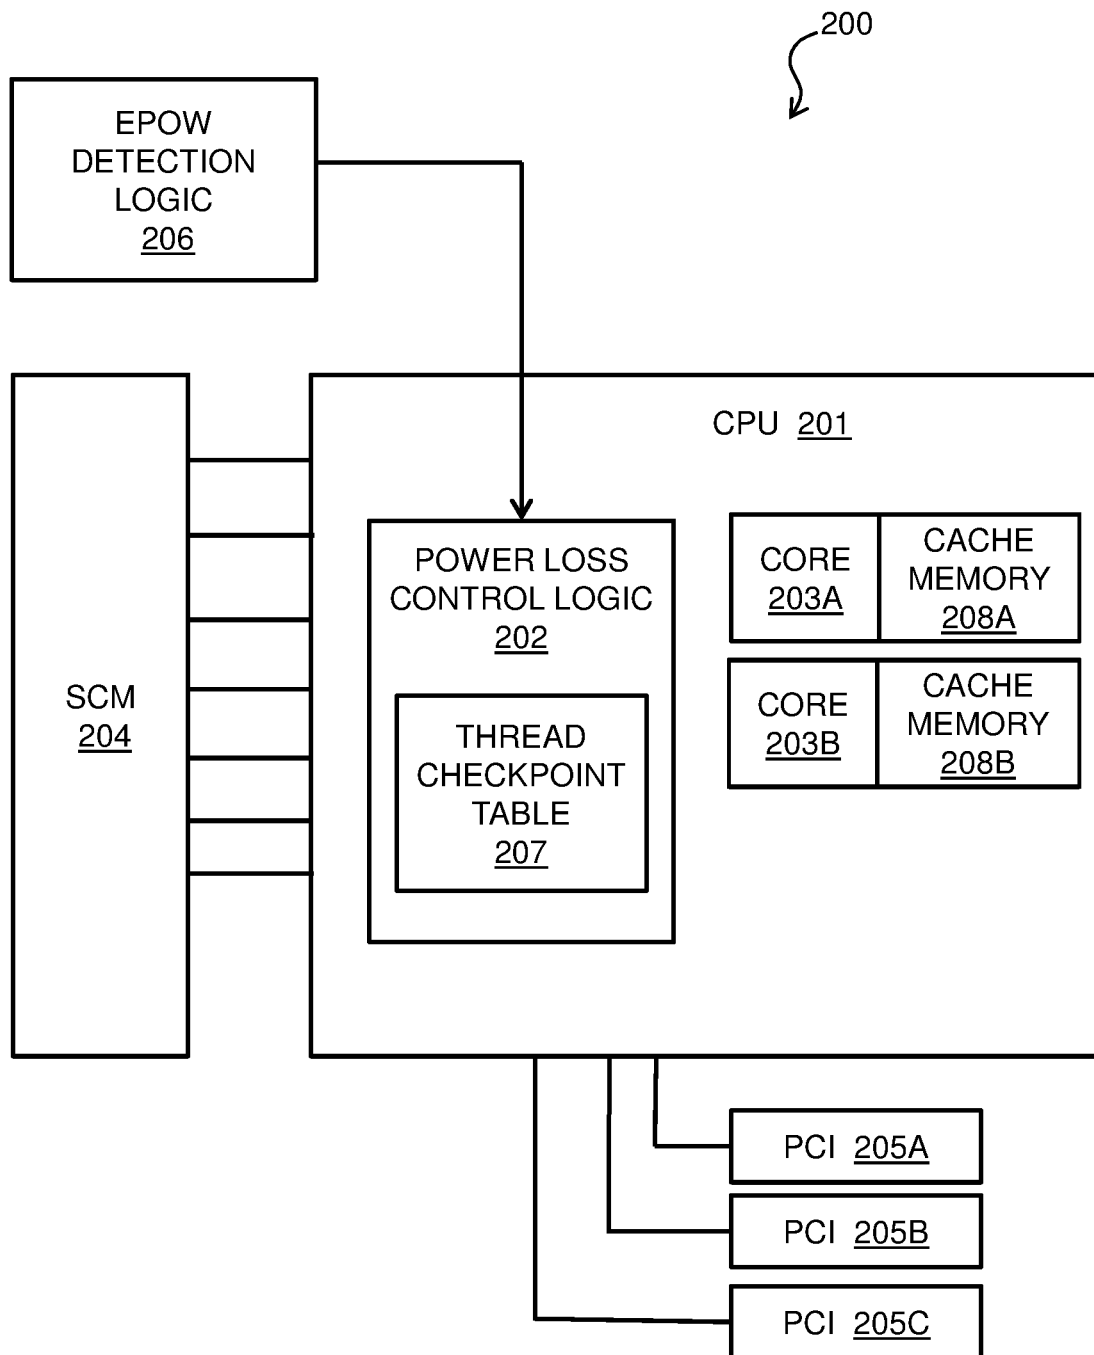 200
EPOW
DETECTION
LOGIC
206
SCM
204
CPU 201
POWER LOSS
CONTROL LOGIC
202
THREAD
CHECKPOINT
TABLE
207
CORE
203A
CACHE
MEMORY
208A
CORE
203B
CACHE
MEMORY
208B
PCI 205A
PCI 205B
PCI 205C